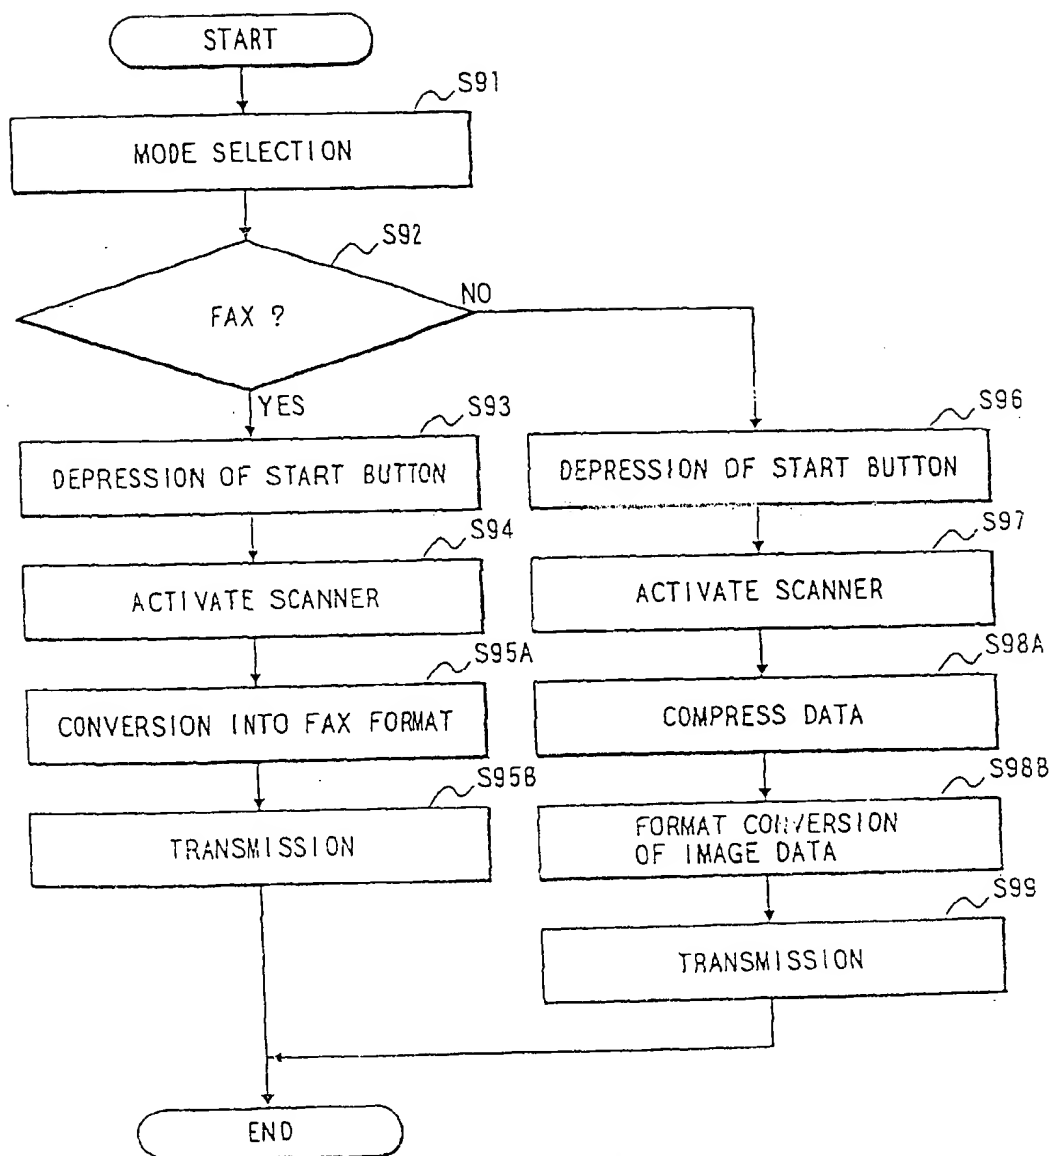 START
S91
MODE SELECTION
S92
FAX ?
NO
YES
S93
DEPRESSION OF START BUTTON
S94
ACTIVATE SCANNER
S95A
CONVERSION INTO FAX FORMAT
S95B
TRANSMISSION
S96
DEPRESSION OF START BUTTON
S97
ACTIVATE SCANNER
S98A
COMPRESS DATA
S98B
FORMAT CONVERSION
OF IMAGE DATA
S99
TRANSMISSION
END